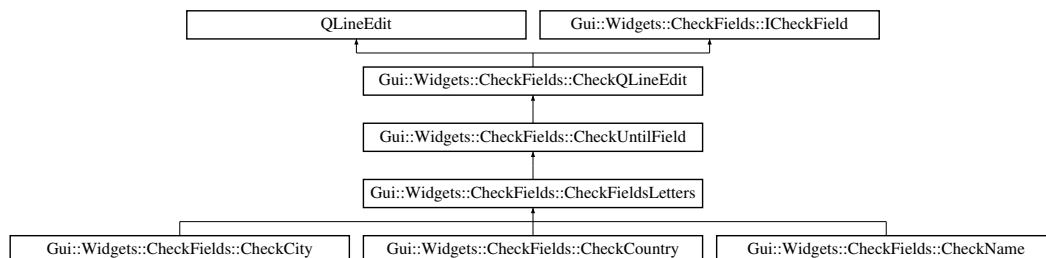 QLineEdit
Gui::Widgets::CheckFields::ICheckField
Gui::Widgets::CheckFields::CheckQLineEdit
Gui::Widgets::CheckFields::CheckUntilField
Gui::Widgets::CheckFields::CheckFieldsLetters
Gui::Widgets::CheckFields::CheckCity
Gui::Widgets::CheckFields::CheckCountry
Gui::Widgets::CheckFields::CheckName